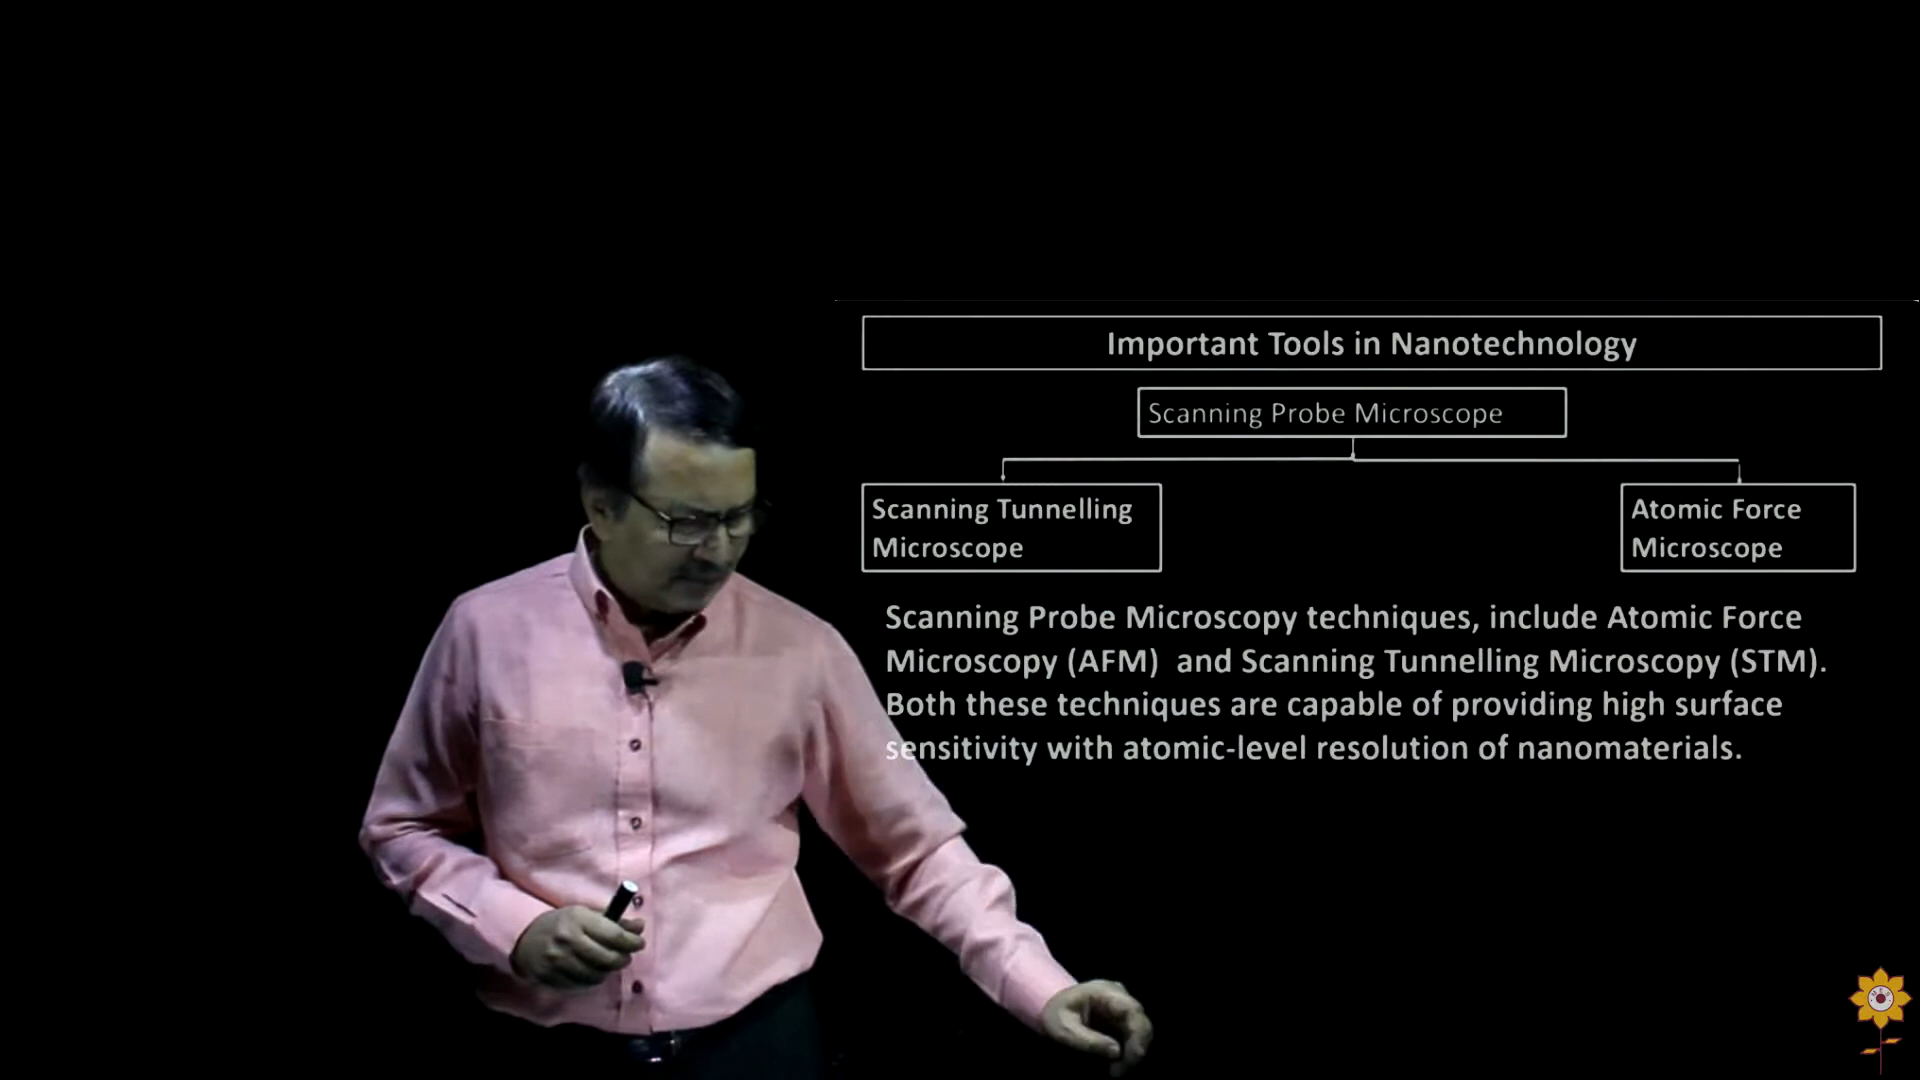 Important Tools in Nanotechnology
Scanning Probe Microscope
Scanning Tunnelling
Microscope
Atomic Force
Microscope
Scanning Probe Microscopy techniques, include Atomic Force
Microscopy (AFM)  and Scanning Tunnelling Microscopy (STM).
Both these techniques are capable of providing high surface
sensitivity with atomic-level resolution of nanomaterials.